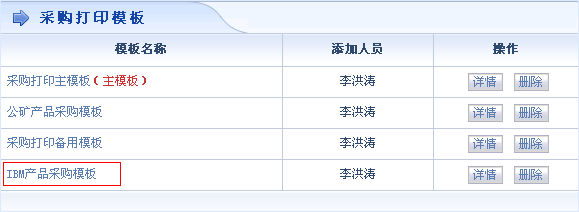 采购打印模板
模板名称 添加人员 操作
采购打印主模板(主模板) 李洪涛 详情 删除
公矿产品采购模板 李洪涛 详情 删除
采购打印备用模板 李洪涛 详情 删除
IBM产品采购模板 李洪涛 详情 删除